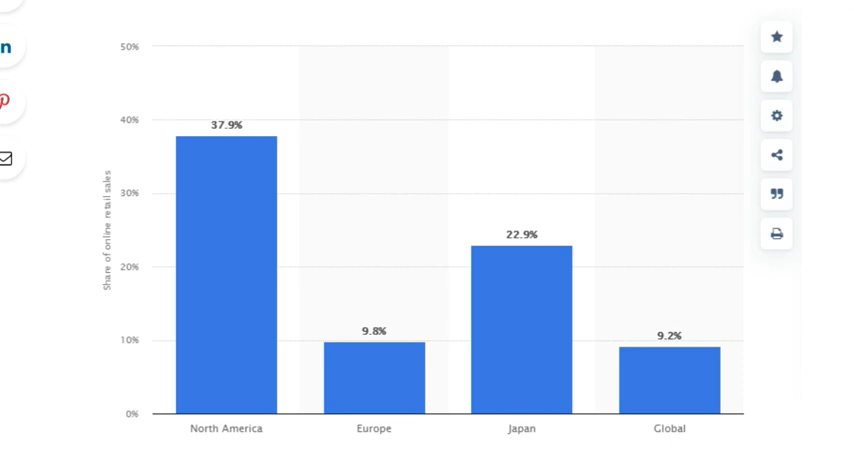 50%
40%
30%
20%
10%
0%
Share of online retail sales
37.9%
9.8%
22.9%
9.2%
North America
Europe
Japan
Global
n